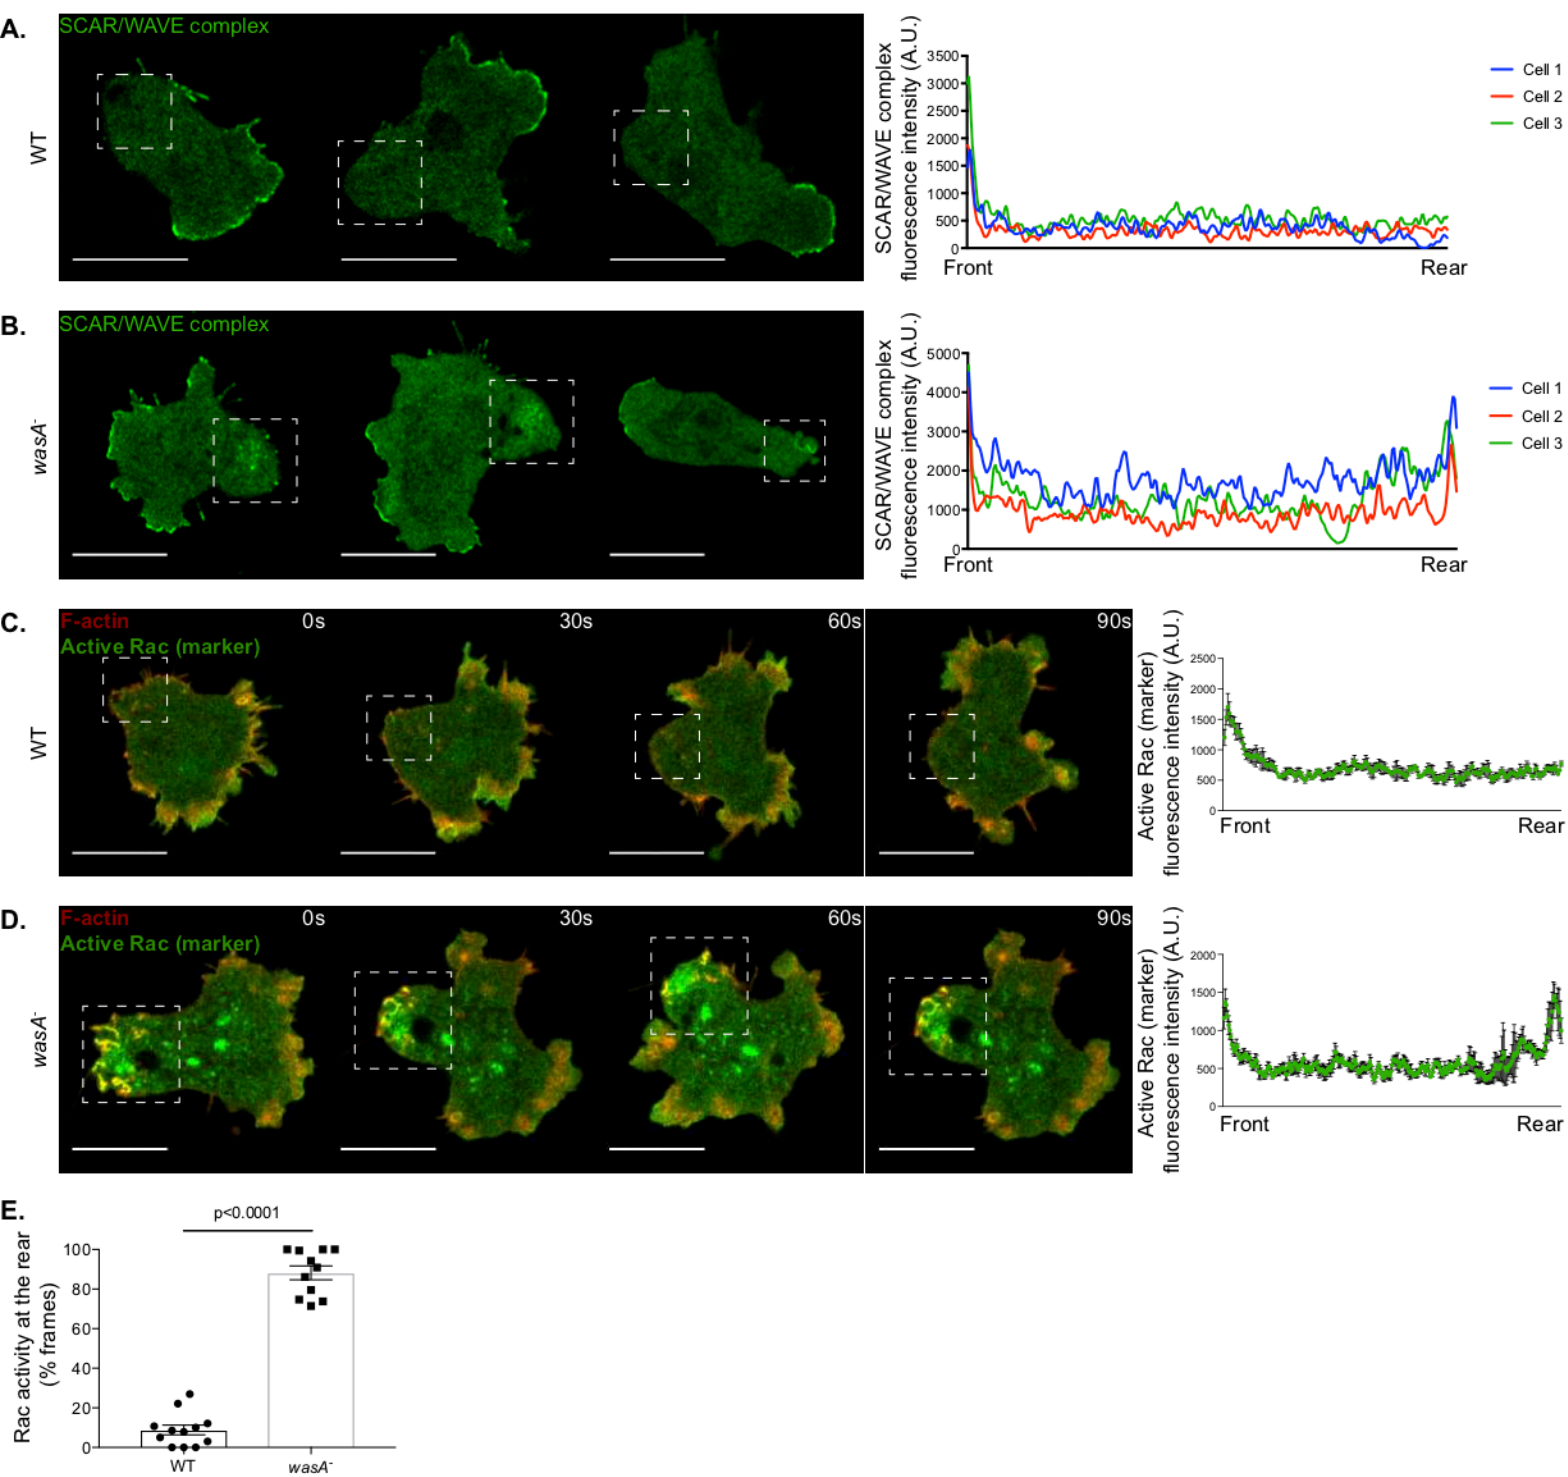 A.
SCAR/WAVE complex
WT
SCAR/WAVE complex
fluorescence intensity (A.U.)
3500
3000
2500
2000
1500
1000
500
0
Front
Rear
Cell 1
Cell 2
Cell 3
B.
SCAR/WAVE complex
wasA-
SCAR/WAVE complex
fluorescence intensity (A.U.)
5000
4000
3000
2000
1000
0
Front
Rear
Cell 1
Cell 2
Cell 3
C.
F-actin
Active Rac (marker)
0s
30s
60s
90s
WT
Active Rac (marker)
fluorescence intensity (A.U.)
2500
2000
1500
1000
500
0
Front
Rear
D.
F-actin
Active Rac (marker)
0s
30s
60s
90s
wasA-
Active Rac (marker)
fluorescence intensity (A.U.)
2000
1500
1000
500
0
Front
Rear
E.
p<0.0001
Rac activity at the rear
(% frames)
100
80
60
40
20
0
WT
wasA-